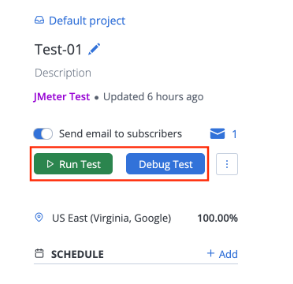 Default project
Test-01
Description
JMeter Test • Updated 6 hours ago
Send email to subscribers 1
Run Test Debug Test
US East (Virginia, Google) 100.00%
SCHEDULE + Add